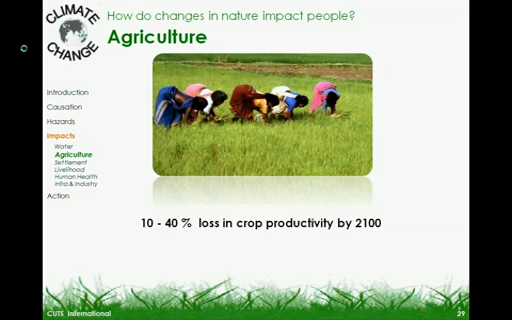 CLIMATE
CHANGE
How do changes in nature impact people?
Agriculture
Introduction
Causation
Hazards
Impacts
Water
Agriculture
Settlement
Livelihood
Human Health
Infra & Industry
Action
10 - 40 % loss in crop productivity by 2100
CUTS International
29